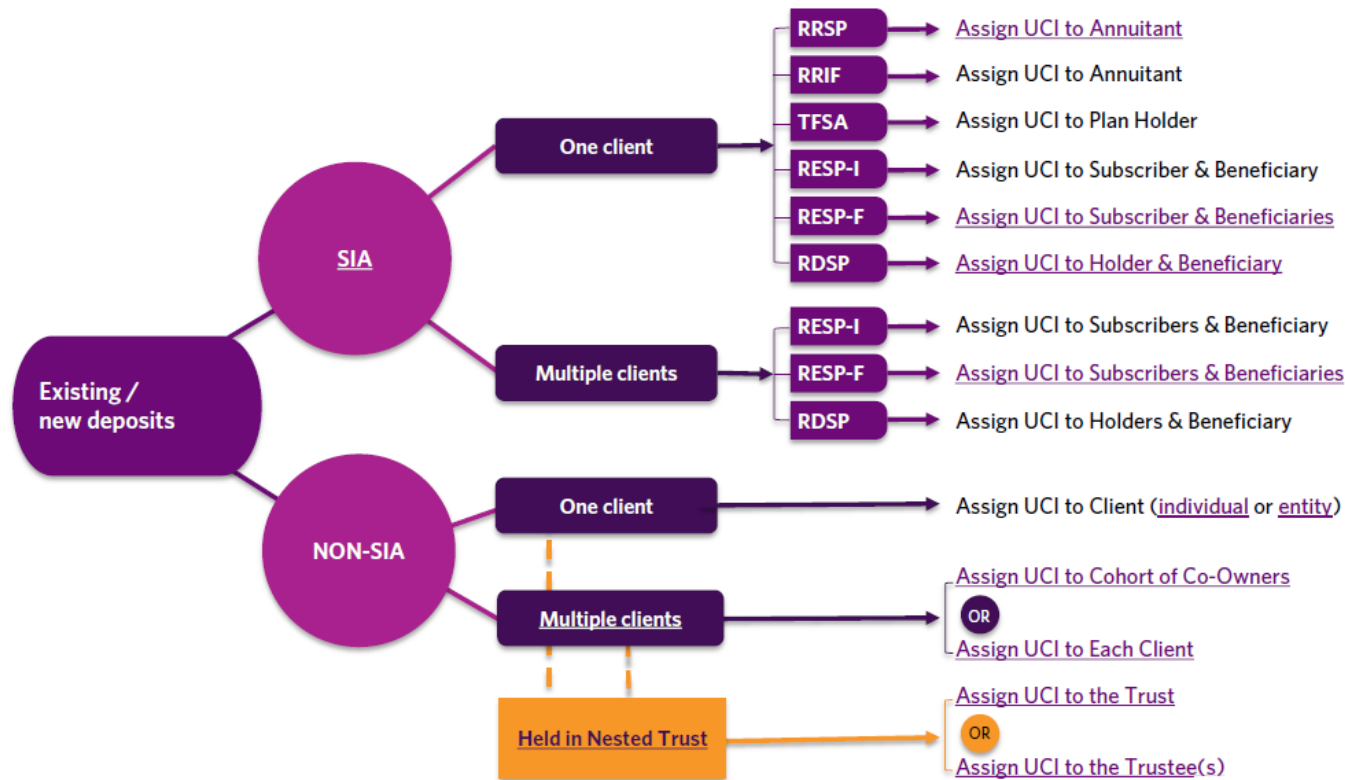 RRSP
Assign UCI to Annuitant
RRIF
Assign UCI to Annuitant
TFSA
Assign UCI to Plan Holder
One client
RESP-I
Assign UCI to Subscriber & Beneficiary
RESP-F
Assign UCI to Subscriber & Beneficiaries
SIA
RDSP
Assign UCI to Holder & Beneficiary
RESP-I
Assign UCI to Subscribers & Beneficiary
Multiple clients
RESP-F
Assign UCI to Subscribers & Beneficiaries
Existing /
new deposits
RDSP
Assign UCI to Holders & Beneficiary
One client
Assign UCI to Client (individual or entity)
NON-SIA
Assign UCI to Cohort of Co-Owners
Multiple clients
OR
Assign UCI to Each Client
Assign UCI to the Trust
Held in Nested Trust
OR
Assign UCI to the Trustee(s)